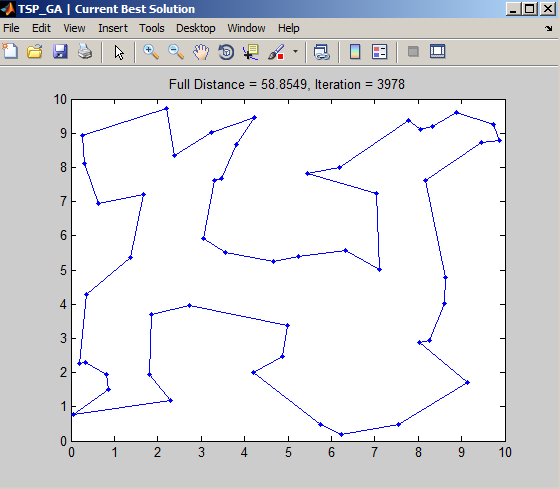 TSP_GA | Current Best Solution
File Edit View Insert Tools Desktop Window Help
Full Distance = 58.8549, Iteration = 3978
10
9
8
7
6
5
4
3
2
1
0
0 1 2 3 4 5 6 7 8 9 10